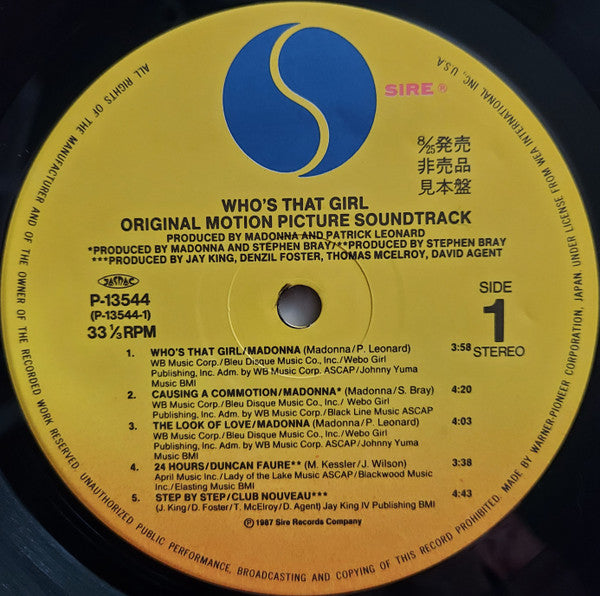 SIRE ®
8/25発売
非売品
見本盤
WHO'S THAT GIRL
ORIGINAL MOTION PICTURE SOUNDTRACK
PRODUCED BY MADONNA AND PATRICK LEONARD
*PRODUCED BY MADONNA AND STEPHEN BRAY/**PRODUCED BY STEPHEN BRAY
***PRODUCED BY JAY KING, DENZIL FOSTER, THOMAS MCELROY, DAVID AGENT
JASRAC
P-13544
(P-13544-1)
33 1/3 RPM
SIDE
1
STEREO
1. WHO'S THAT GIRL/MADONNA (Madonna/P. Leonard) 3:58
WB Music Corp./Bleu Disque Music Co., Inc./Webo Girl
Publishing, Inc. Adm. by WB Music Corp. ASCAP/Johnny Yuma
Music BMI
2. CAUSING A COMMOTION/MADONNA* (Madonna/S. Bray) 4:20
WB Music Corp./Bleu Disque Music Co., Inc./Webo Girl
Publishing, Inc. Adm. by WB Music Corp./Black Line Music ASCAP
3. THE LOOK OF LOVE/MADONNA (Madonna/P. Leonard) 4:03
WB Music Corp./Bleu Disque Music Co., Inc./Webo Girl
Publishing, Inc. Adm. by WB Music Corp. ASCAP/Johnny Yuma
Music BMI
4. 24 HOURS/DUNCAN FAURE** (M. Kessler/J. Wilson) 3:38
April Music Inc./Lady of the Lake Music ASCAP/Blackwood Music
Inc./Elasting Music BMI
5. STEP BY STEP/CLUB NOUVEAU*** 4:43
(J. King/D. Foster/T. McElroy/D. Agent) Jay King IV Publishing BMI
℗ 1987 Sire Records Company
ALL RIGHTS OF THE MANUFACTURER AND OF THE OWNER OF THE RECORDED WORK RESERVED. UNAUTHORIZED PUBLIC PERFORMANCE, BROADCASTING AND COPYING OF THIS RECORD PROHIBITED. MADE BY WARNER-PIONEER CORPORATION, JAPAN UNDER LICENSE FROM WEA INTERNATIONAL INC., U.S.A.